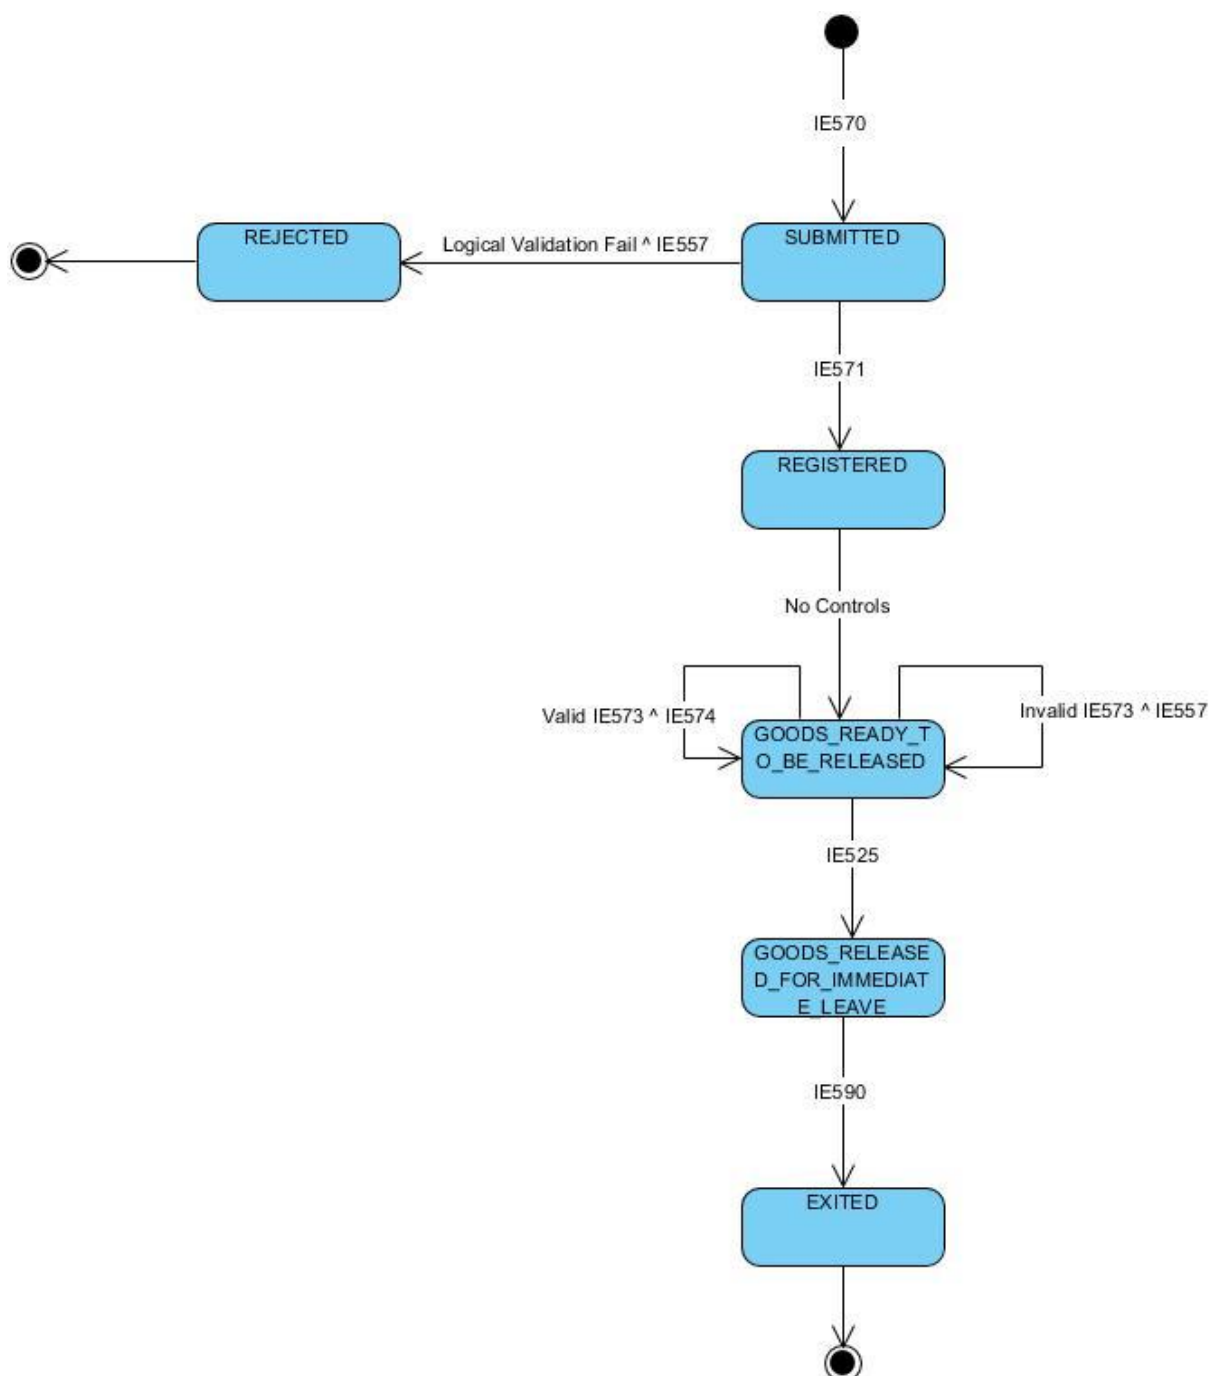 IE570
REJECTED
Logical Validation Fail ^ IE557
SUBMITTED
IE571
REGISTERED
No Controls
Valid IE573 ^ IE574
Invalid IE573 ^ IE557
GOODS_READY_T
O_BE_RELEASED
IE525
GOODS_RELEASE
D_FOR_IMMEDIAT
E_LEAVE
IE590
EXITED